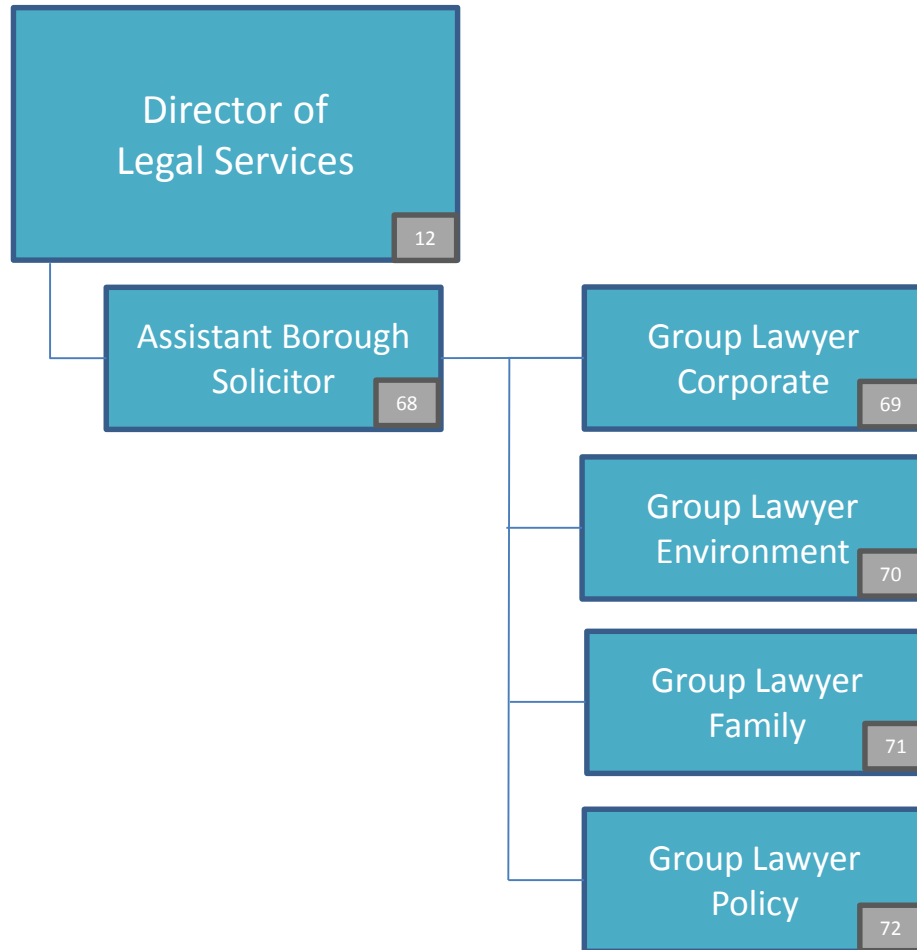 Director of
Legal Services
12
Assistant Borough
Solicitor
68
Group Lawyer
Corporate
69
Group Lawyer
Environment
70
Group Lawyer
Family
71
Group Lawyer
Policy
72